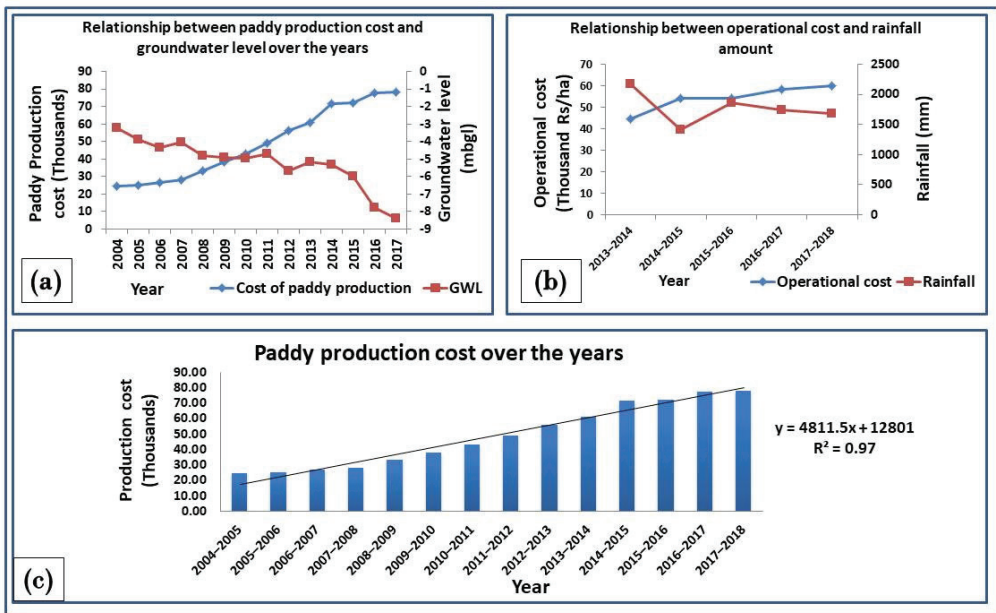 Relationship between paddy production cost and
groundwater level over the years
Paddy Production
cost (Thousands)
90
80
70
60
50
40
30
20
10
0
0
-1
-2
-3
-4
-5
-6
-7
-8
-9
Groundwater level
(mbgl)
2004
2005
2006
2007
2008
2009
2010
2011
2012
2013
2014
2015
2016
2017
(a)
Year
Cost of paddy production
GWL
Relationship between operational cost and rainfall
amount
Operational cost
(Thousand Rs/ha)
70
60
50
40
30
20
10
0
2500
2000
1500
1000
500
0
Rainfall (mm)
2013–2014
2014–2015
2015–2016
2016–2017
2017–2018
(b)
Year
Operational cost
Rainfall
Paddy production cost over the years
Production cost
(Thousands)
90.00
80.00
70.00
60.00
50.00
40.00
30.00
20.00
10.00
0.00
y = 4811.5x + 12801
R² = 0.97
2004–2005
2005–2006
2006–2007
2007–2008
2008–2009
2009–2010
2010–2011
2011–2012
2012–2013
2013–2014
2014–2015
2015–2016
2016–2017
2017–2018
(c)
Year